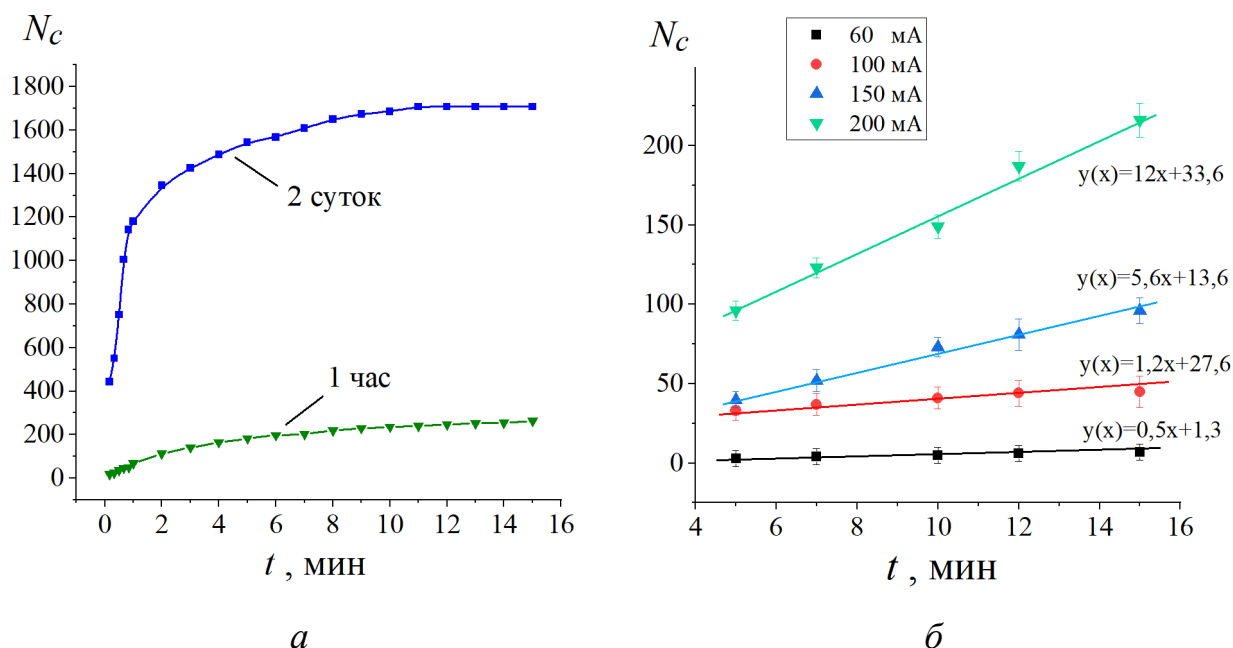 Nc
1800
1600
1400
1200
1000
800
600
400
200
0
2 суток
1 час
0 2 4 6 8 10 12 14 16
t , мин
а
Nc
60 мА
100 мА
150 мА
200 мА
200
150
100
50
0
y(x)=12x+33,6
y(x)=5,6x+13,6
y(x)=1,2x+27,6
y(x)=0,5x+1,3
4 6 8 10 12 14 16
t , мин
б